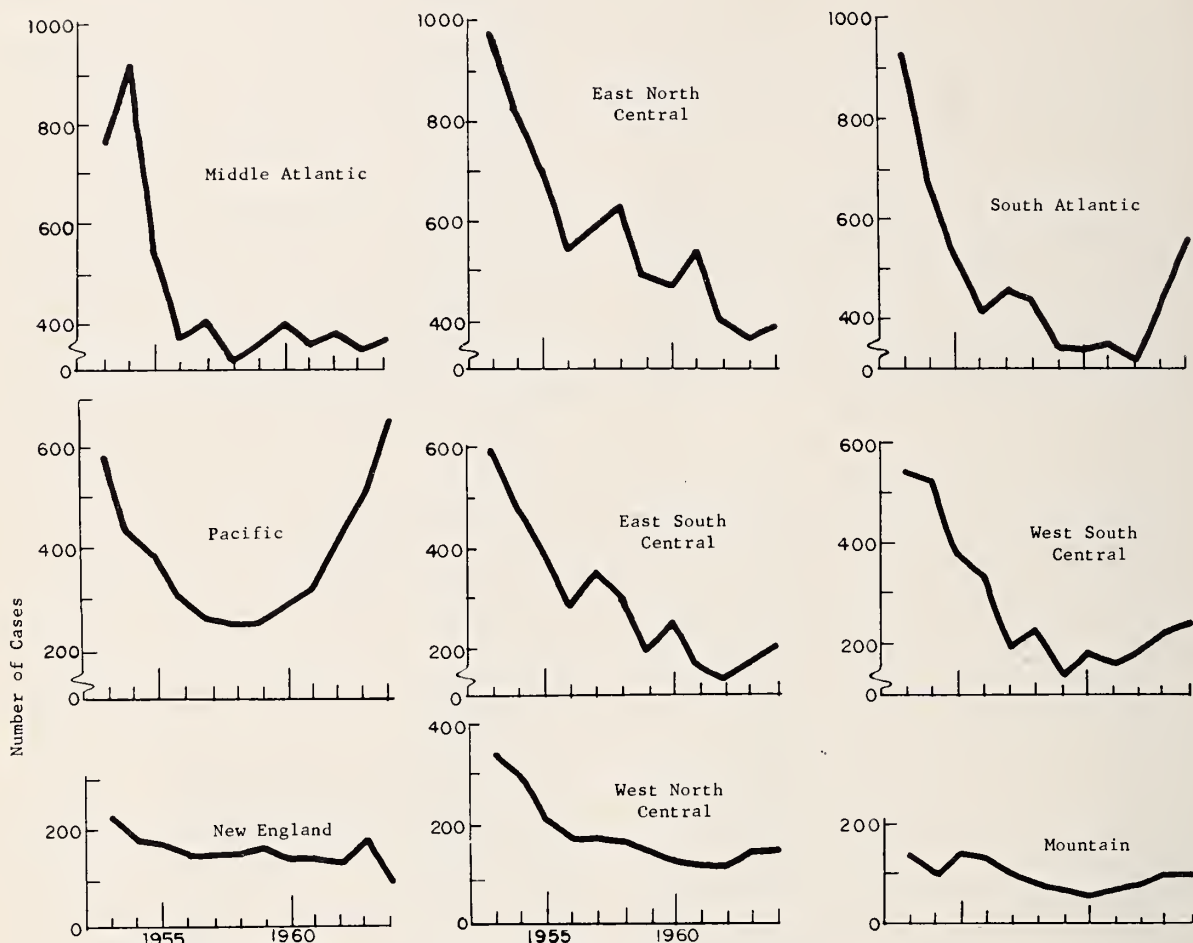 1000
800
600
400
0
Middle Atlantic
1000
800
600
400
0
East North
Central
1000
800
600
400
0
South Atlantic
Number of Cases
600
400
200
0
Pacific
600
400
200
0
East South
Central
600
400
200
0
West South
Central
200
0
New England
1955
1960
400
200
0
West North
Central
1955
1960
200
0
Mountain